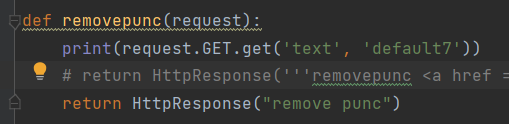 def removepunc(request):
print(request.GET.get('text', 'default7'))
# return HttpResponse('''removepunc <a href =
return HttpResponse("remove punc")